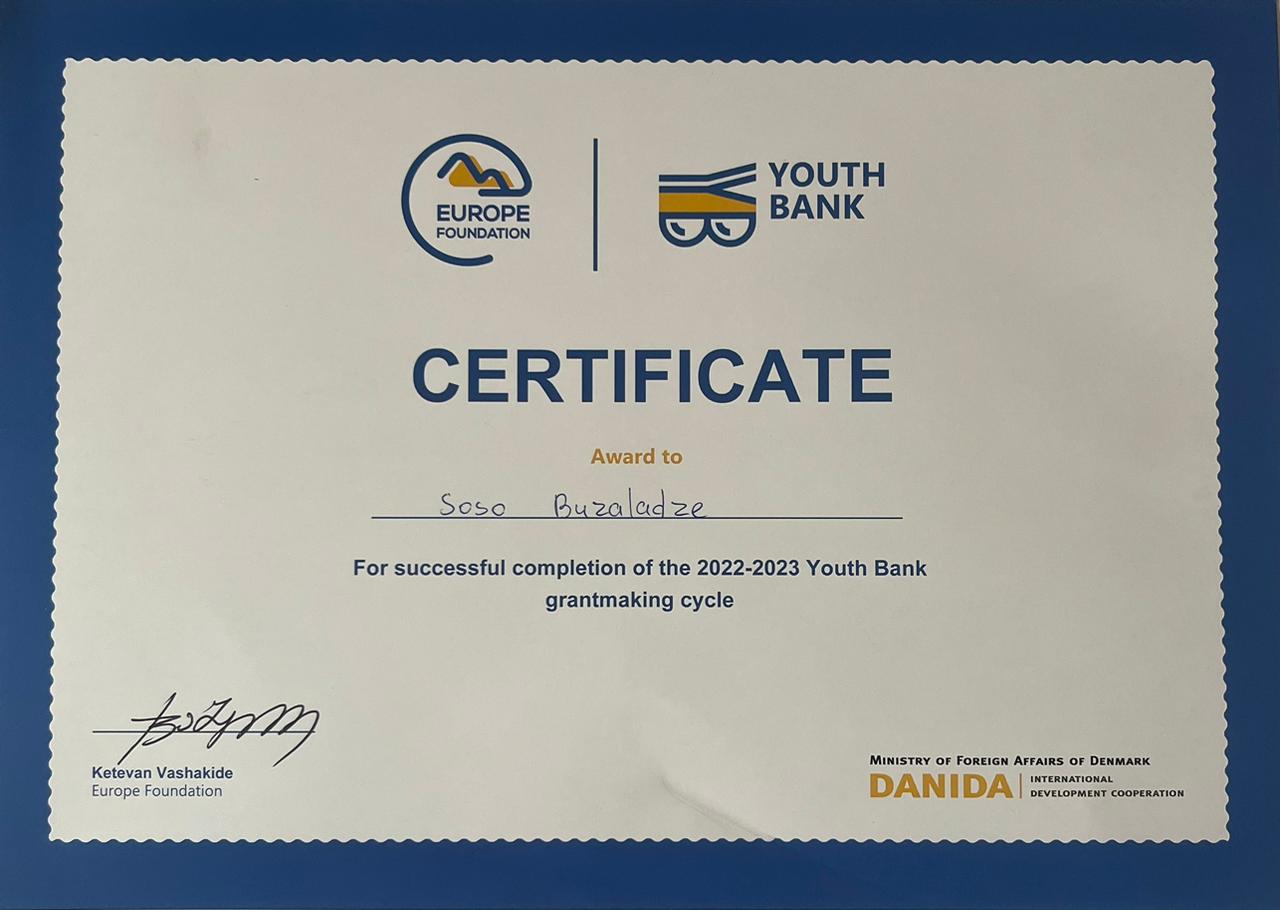 EUROPE
FOUNDATION
YOUTH
BANK
CERTIFICATE
Award to
Soso Buzaladze
For successful completion of the 2022-2023 Youth Bank
grantmaking cycle
Ketevan Vashakide
Europe Foundation
MINISTRY OF FOREIGN AFFAIRS OF DENMARK
DANIDA
INTERNATIONAL
DEVELOPMENT COOPERATION